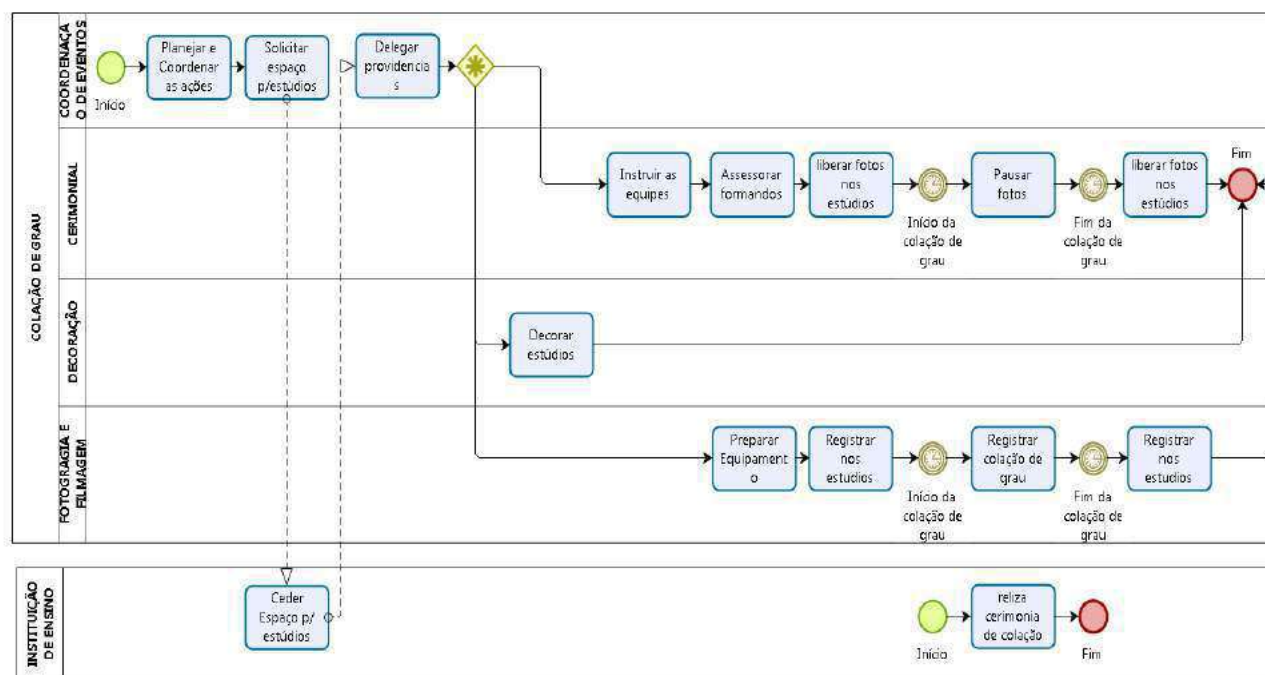 COLAÇÃO DE GRAU
COORDENAÇA
O DE EVENTOS
Início
Planejar e
Coordenar
as ações
Solicitar
espaço
p/estúdios
Delegar
providencia
s
CERIMONIAL
Instruir as
equipes
Assessorar
formandos
liberar fotos
nos
estúdios
Início da
colação de
grau
Pausar
fotos
Fim da
colação de
grau
liberar fotos
nos
estúdios
Fim
DECORAÇÃO
Decorar
estúdios
FOTOGRAGIA E
FILMAGEM
Preparar
Equipament
o
Registrar
nos
estudios
Início da
colação de
grau
Registrar
colação de
grau
Fim da
colação de
grau
Registrar
nos
estudios
INSTITUIÇÃO
DE ENSINO
Ceder
Espaço p/
estúdios
Início
reliza
cerimonia
de colação
Fim